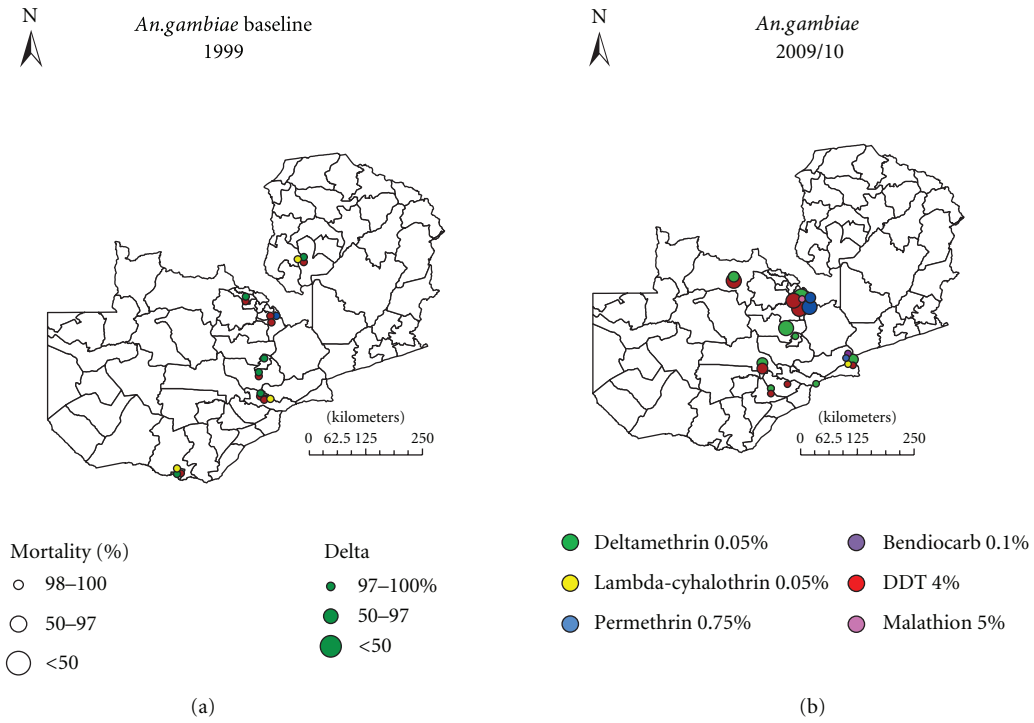 N
An.gambiae baseline
1999
N
An.gambiae
2009/10
(kilometers)
0 62.5 125 250
(kilometers)
0 62.5 125 250
Mortality (%)
98–100
50–97
<50
Delta
97–100%
50–97
<50
Deltamethrin 0.05%
Lambda-cyhalothrin 0.05%
Permethrin 0.75%
Bendiocarb 0.1%
DDT 4%
Malathion 5%
(a)
(b)